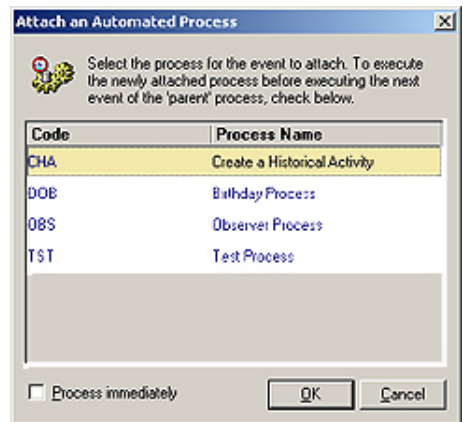 Attach an Automated Process
Select the process for the event to attach. To execute
the newly attached process before executing the next
event of the 'parent' process, check below.
Code Process Name
CHA Create a Historical Activity
DOB Birthday Process
OBS Observer Process
TST Test Process
Process immediately OK Cancel